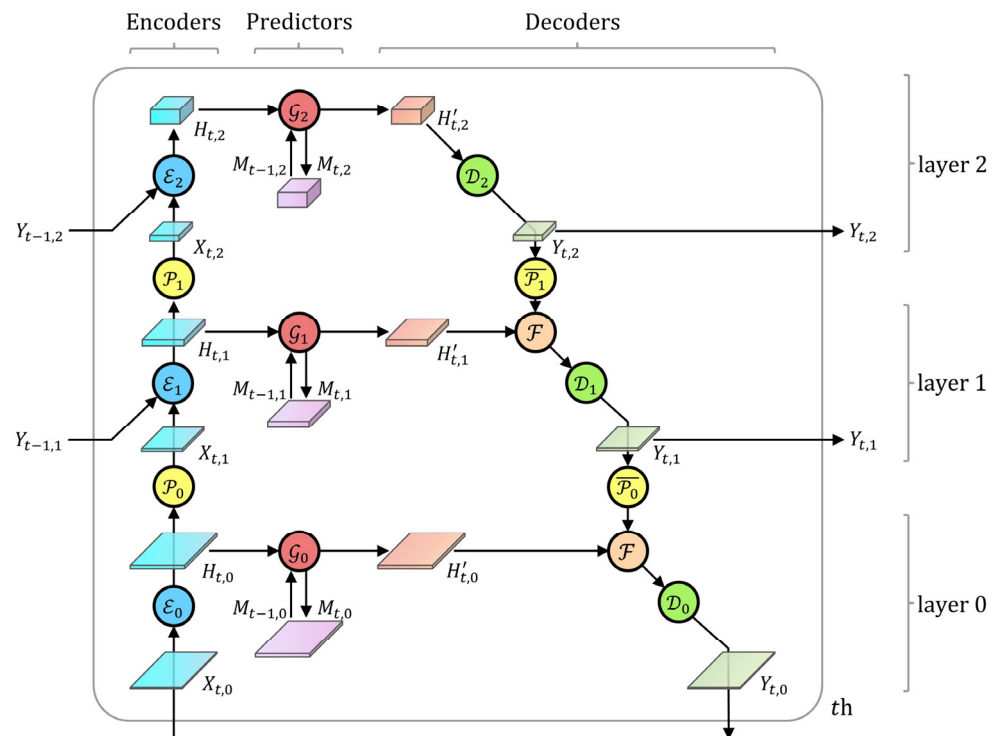 Encoders Predictors Decoders
H_{t,2} 𝒢_2 H'_{t,2}
M_{t-1,2} M_{t,2}
ℰ_2 𝒟_2 layer 2
Y_{t-1,2} X_{t,2} Y_{t,2} Y_{t,2}
𝒫_1 \overline{𝒫_1}
H_{t,1} 𝒢_1 H'_{t,1} ℱ
M_{t-1,1} M_{t,1}
ℰ_1 𝒟_1 layer 1
Y_{t-1,1} X_{t,1} Y_{t,1} Y_{t,1}
𝒫_0 \overline{𝒫_0}
H_{t,0} 𝒢_0 H'_{t,0} ℱ
M_{t-1,0} M_{t,0}
ℰ_0 𝒟_0 layer 0
X_{t,0} Y_{t,0}
tth